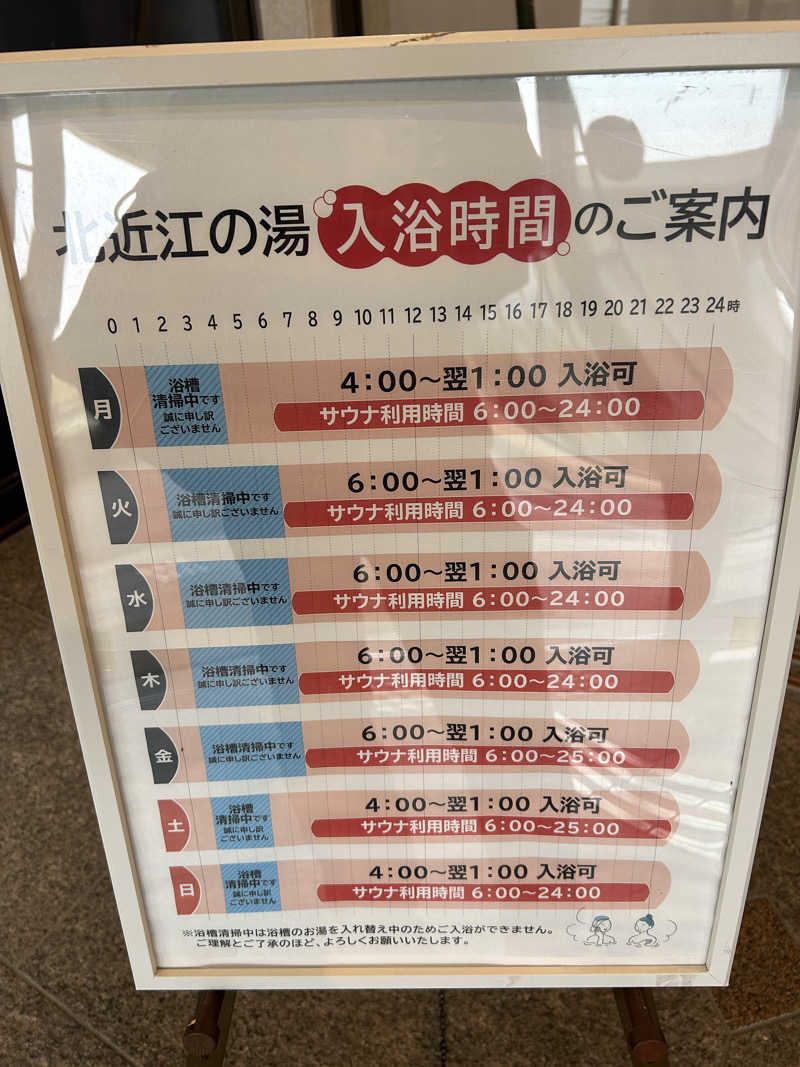 北近江の湯 入浴時間 のご案内
0 1 2 3 4 5 6 7 8 9 10 11 12 13 14 15 16 17 18 19 20 21 22 23 24時
月
浴槽
清掃中です
誠に申し訳
ございません
4:00〜翌1:00 入浴可
サウナ利用時間 6:00〜24:00
火
浴槽清掃中です
誠に申し訳ございません
6:00〜翌1:00 入浴可
サウナ利用時間 6:00〜24:00
水
浴槽清掃中です
誠に申し訳ございません
6:00〜翌1:00 入浴可
サウナ利用時間 6:00〜24:00
木
浴槽清掃中です
誠に申し訳ございません
6:00〜翌1:00 入浴可
サウナ利用時間 6:00〜24:00
金
浴槽清掃中です
誠に申し訳ございません
6:00〜翌1:00 入浴可
サウナ利用時間 6:00〜25:00
土
浴槽
清掃中です
誠に申し訳
ございません
4:00〜翌1:00 入浴可
サウナ利用時間 6:00〜25:00
日
浴槽
清掃中です
誠に申し訳
ございません
4:00〜翌1:00 入浴可
サウナ利用時間 6:00〜24:00
※浴槽清掃中は浴槽のお湯を入れ替え中のためご入浴ができません。
ご理解とご了承のほど、よろしくお願いいたします。